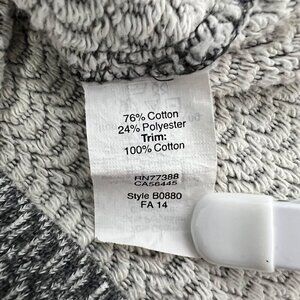 76% Cotton
24% Polyester
Trim:
100% Cotton
RN77388
CA56445
Style B0880
FA 14